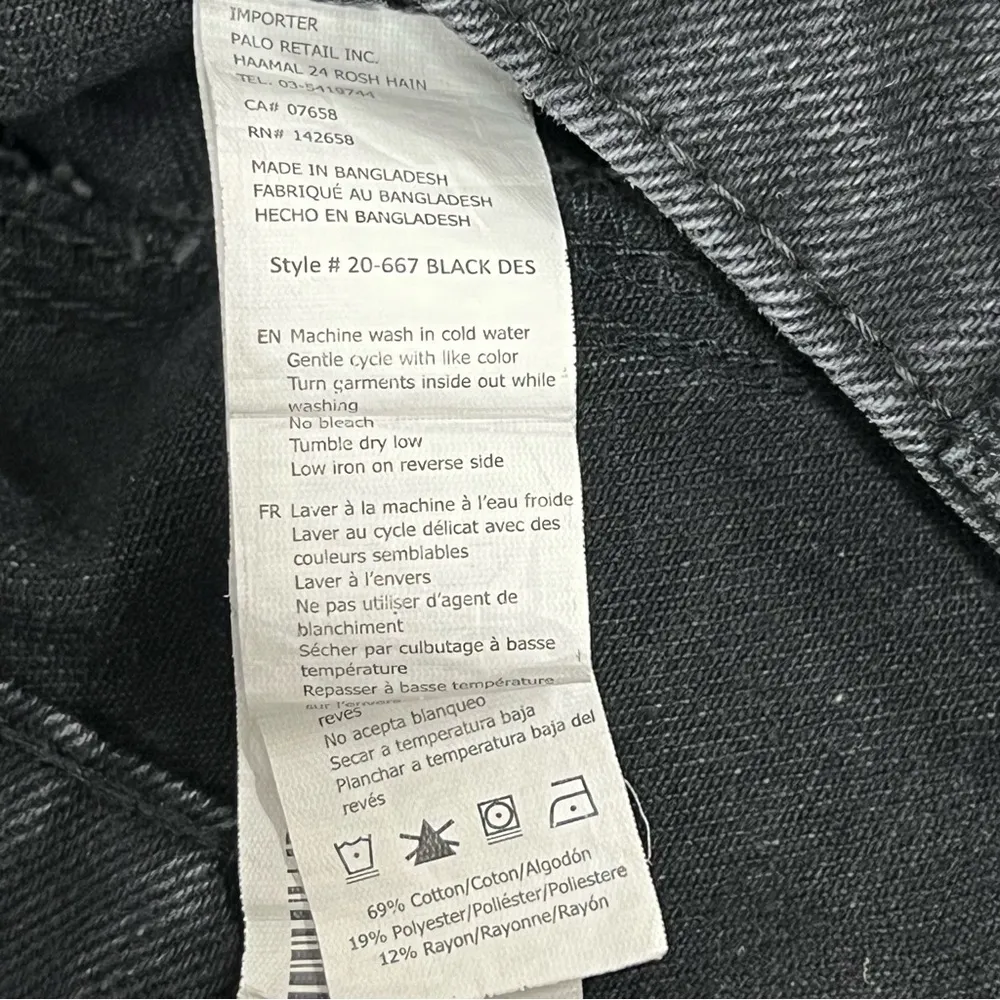 IMPORTER
PALO RETAIL INC.
HAAMAL 24 ROSH HAIN
TEL. 03-5419744
CA# 07658
RN# 142658
MADE IN BANGLADESH
FABRIQUÉ AU BANGLADESH
HECHO EN BANGLADESH
Style # 20-667 BLACK DES
EN Machine wash in cold water
Gentle cycle with like color
Turn garments inside out while
washing
No bleach
Tumble dry low
Low iron on reverse side
FR Laver à la machine à l'eau froide
Laver au cycle délicat avec des
couleurs semblables
Laver à l'envers
Ne pas utiliser d'agent de
blanchiment
Sécher par culbutage à basse
température
Repasser à basse température
sur l'envers
revés
No acepta blanqueo
Secar a temperatura baja
Planchar a temperatura baja del
revés
69% Cotton/Coton/Algodón
19% Polyester/Poliéster/Poliestere
12% Rayon/Rayonne/Rayón